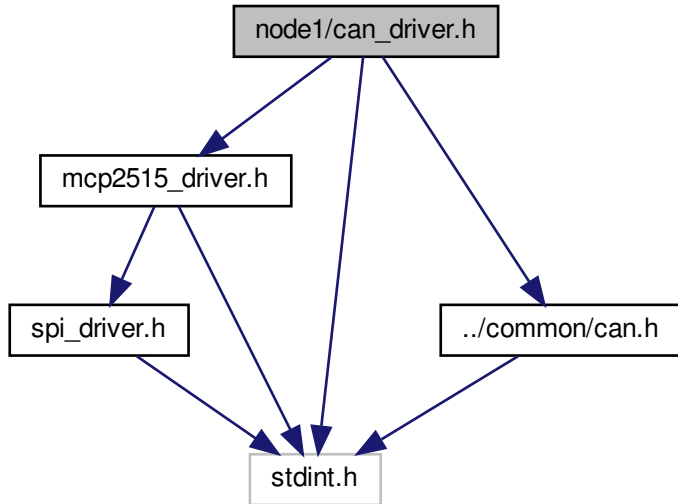 node1/can_driver.h
mcp2515_driver.h
spi_driver.h
../common/can.h
stdint.h